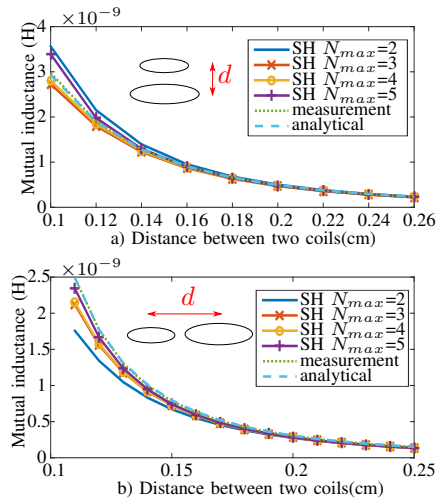 ×10⁻⁹
Mutual inductance (H)
4
3
2
1
0
d
SH N_max=2
SH N_max=3
SH N_max=4
SH N_max=5
measurement
analytical
0.1 0.12 0.14 0.16 0.18 0.2 0.22 0.24 0.26
a) Distance between two coils(cm)
×10⁻⁹
Mutual inductance (H)
2.5
2
1.5
1
0.5
0
d
SH N_max=2
SH N_max=3
SH N_max=4
SH N_max=5
measurement
analytical
0.1 0.15 0.2 0.25
b) Distance between two coils(cm)